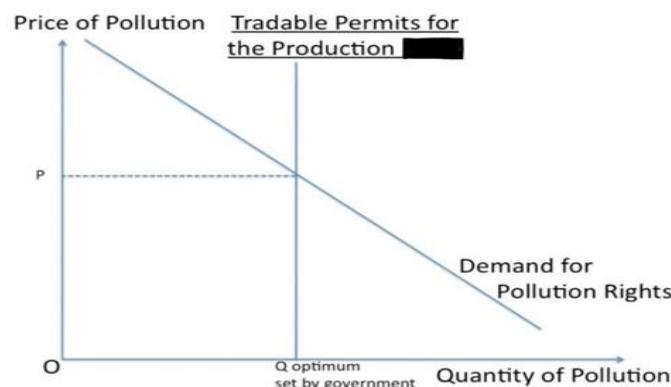 Price of Pollution
Tradable Permits for
the Production
P
Demand for
Pollution Rights
O
Q optimum
set by government
Quantity of Pollution